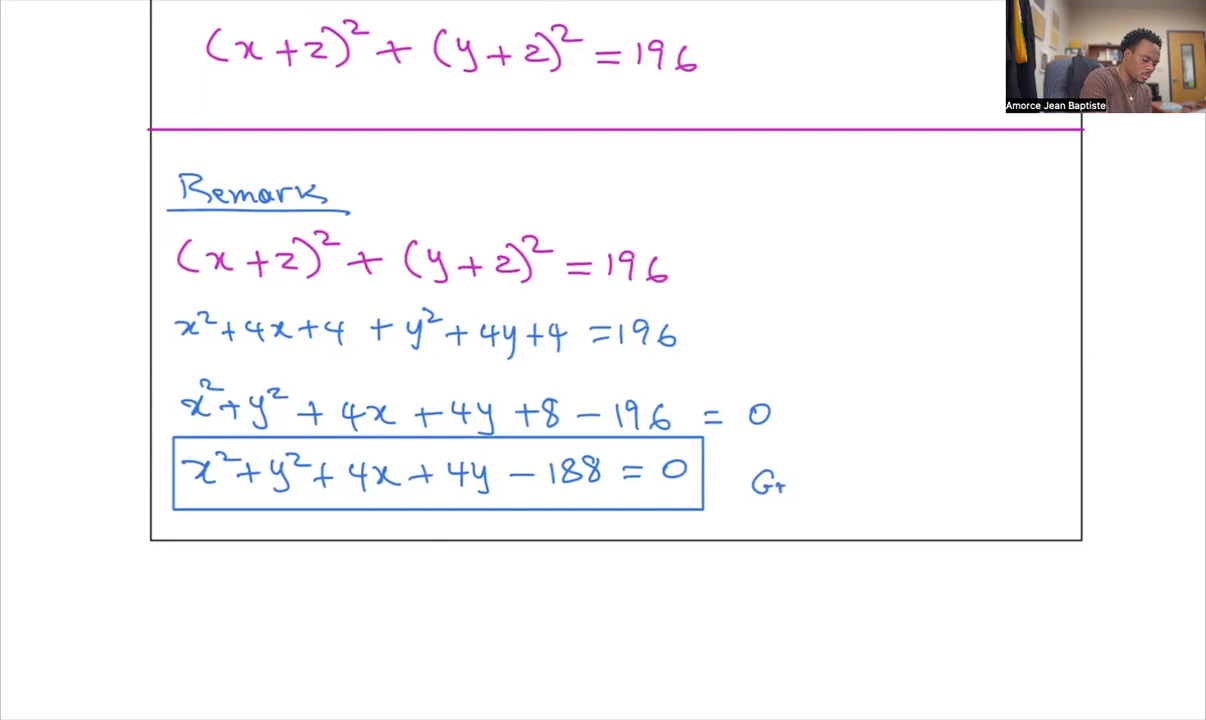 (x+2)²+(y+2)²=196
Amorce Jean Baptiste
Remark
(x+2)²+(y+2)²=196
x²+4x+4+y²+4y+4=196
x²+y²+4x+4y+8-196=0
x²+y²+4x+4y-188=0